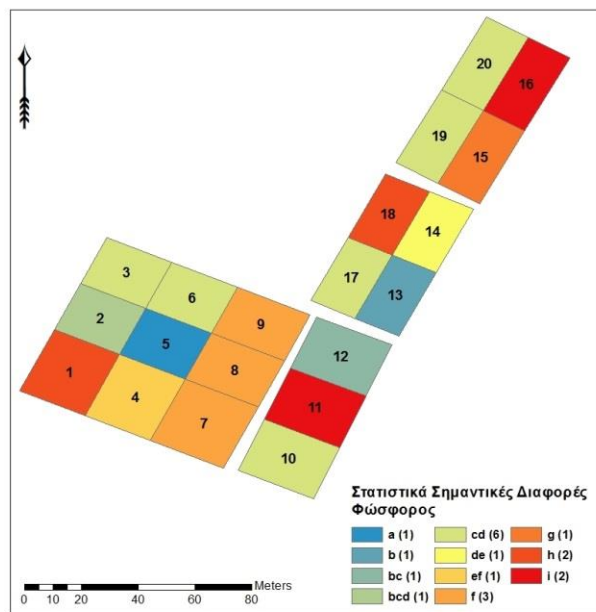 20
16
19
15
18
14
17
13
3
6
9
2
5
8
12
1
4
7
11
10
Στατιστικά Σημαντικές Διαφορές
Φώσφορος
a (1) cd (6) g (1)
b (1) de (1) h (2)
bc (1) ef (1) i (2)
bcd (1) f (3)
0 10 20 40 60 80 Meters